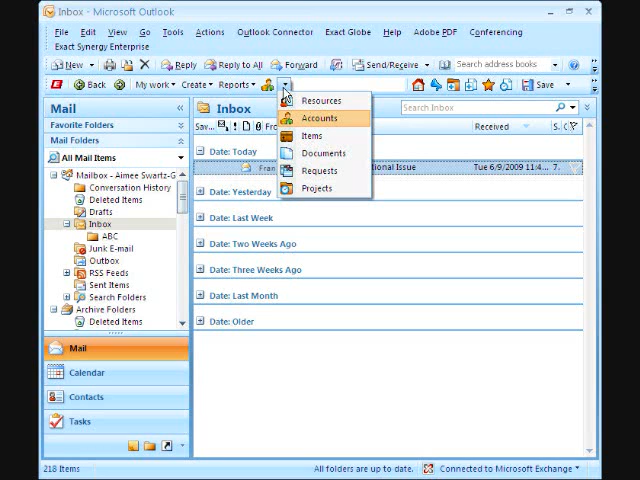 Inbox - Microsoft Outlook
File Edit View Go Tools Actions Outlook Connector Exact Globe Help Adobe PDF Conferencing
Exact Synergy Enterprise
New Reply Reply to All Forward Send/Receive Search address books
Back My work Create Reports Save
Resources
Accounts
Items
Documents
Requests
Projects
Mail
Favorite Folders
Mail Folders
All Mail Items
Mailbox - Aimee Swartz-G
Conversation History
Deleted Items
Drafts
Inbox
ABC
Junk E-mail
Outbox
RSS Feeds
Sent Items
Search Folders
Archive Folders
Deleted Items
Mail
Calendar
Contacts
Tasks
Inbox Search Inbox
Sav... Fro Received S.
Date: Today
Fran tional Issue Tue 6/9/2009 11:4... 7.
Date: Yesterday
Date: Last Week
Date: Two Weeks Ago
Date: Three Weeks Ago
Date: Last Month
Date: Older
218 Items All folders are up to date. Connected to Microsoft Exchange